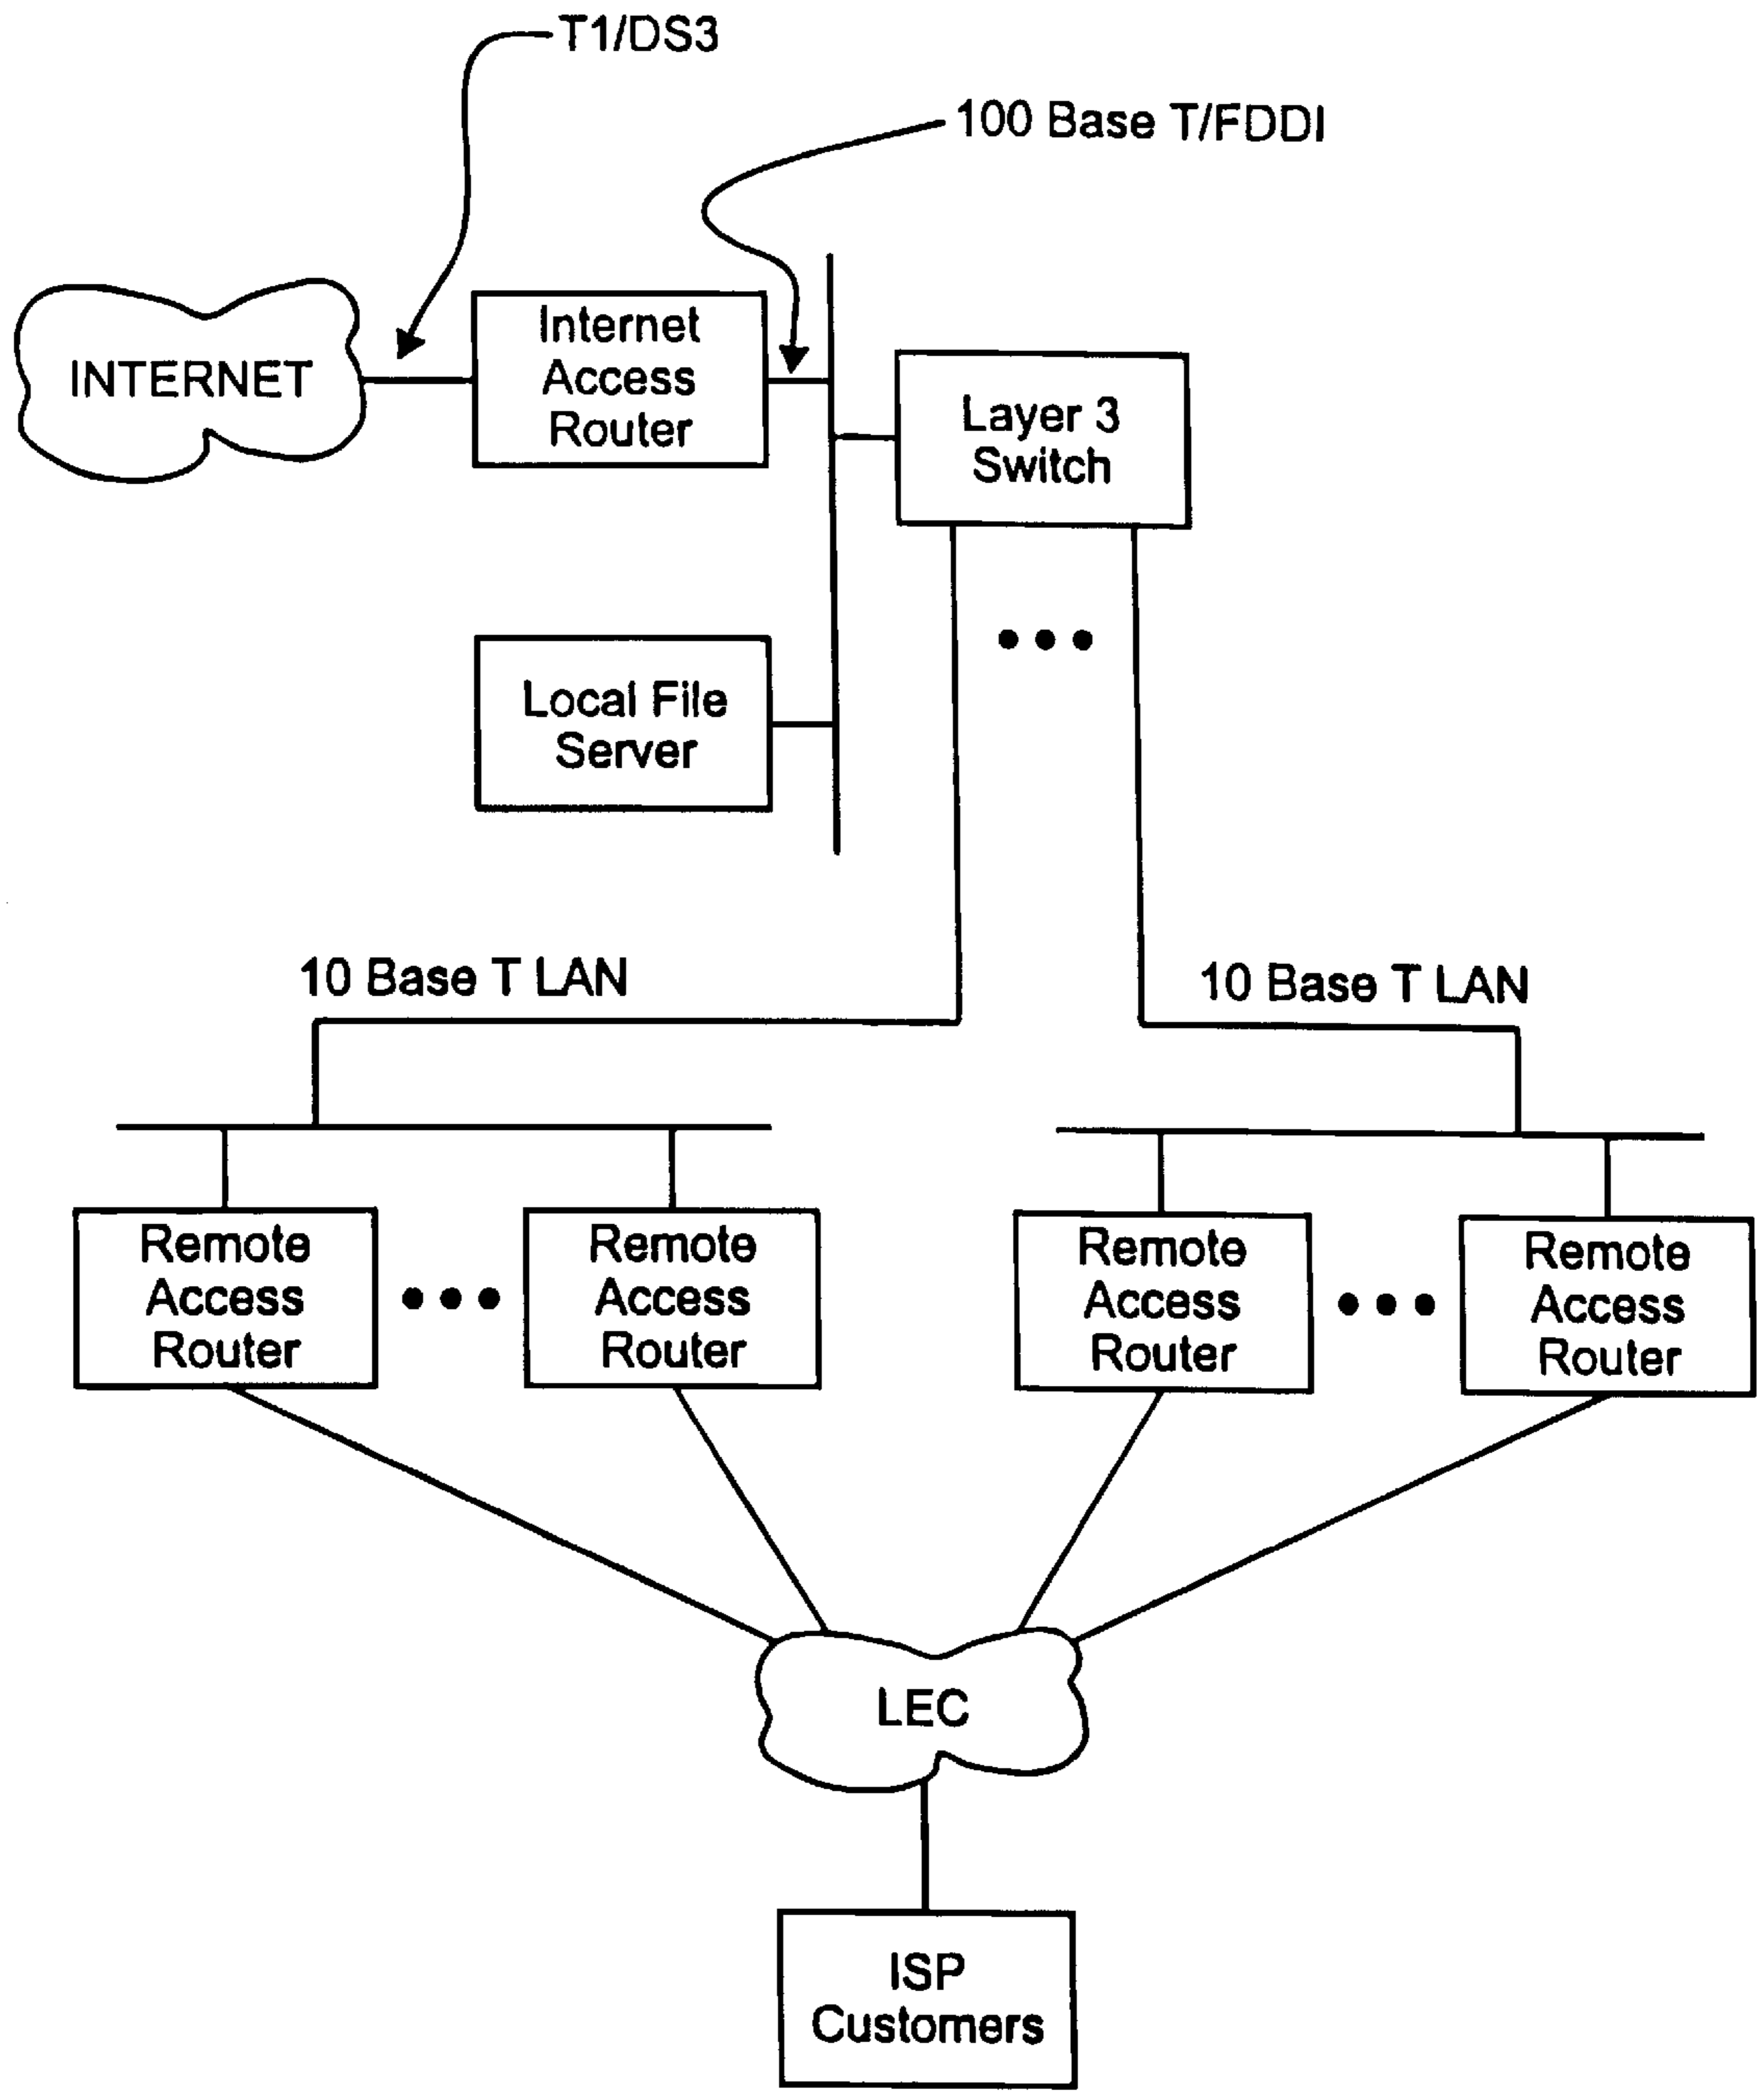 T1/DS3
100 Base T/FDDI
INTERNET
Internet
Access
Router
Layer 3
Switch
Local File
Server
10 Base T LAN
10 Base T LAN
Remote
Access
Router
Remote
Access
Router
Remote
Access
Router
Remote
Access
Router
LEC
ISP
Customers